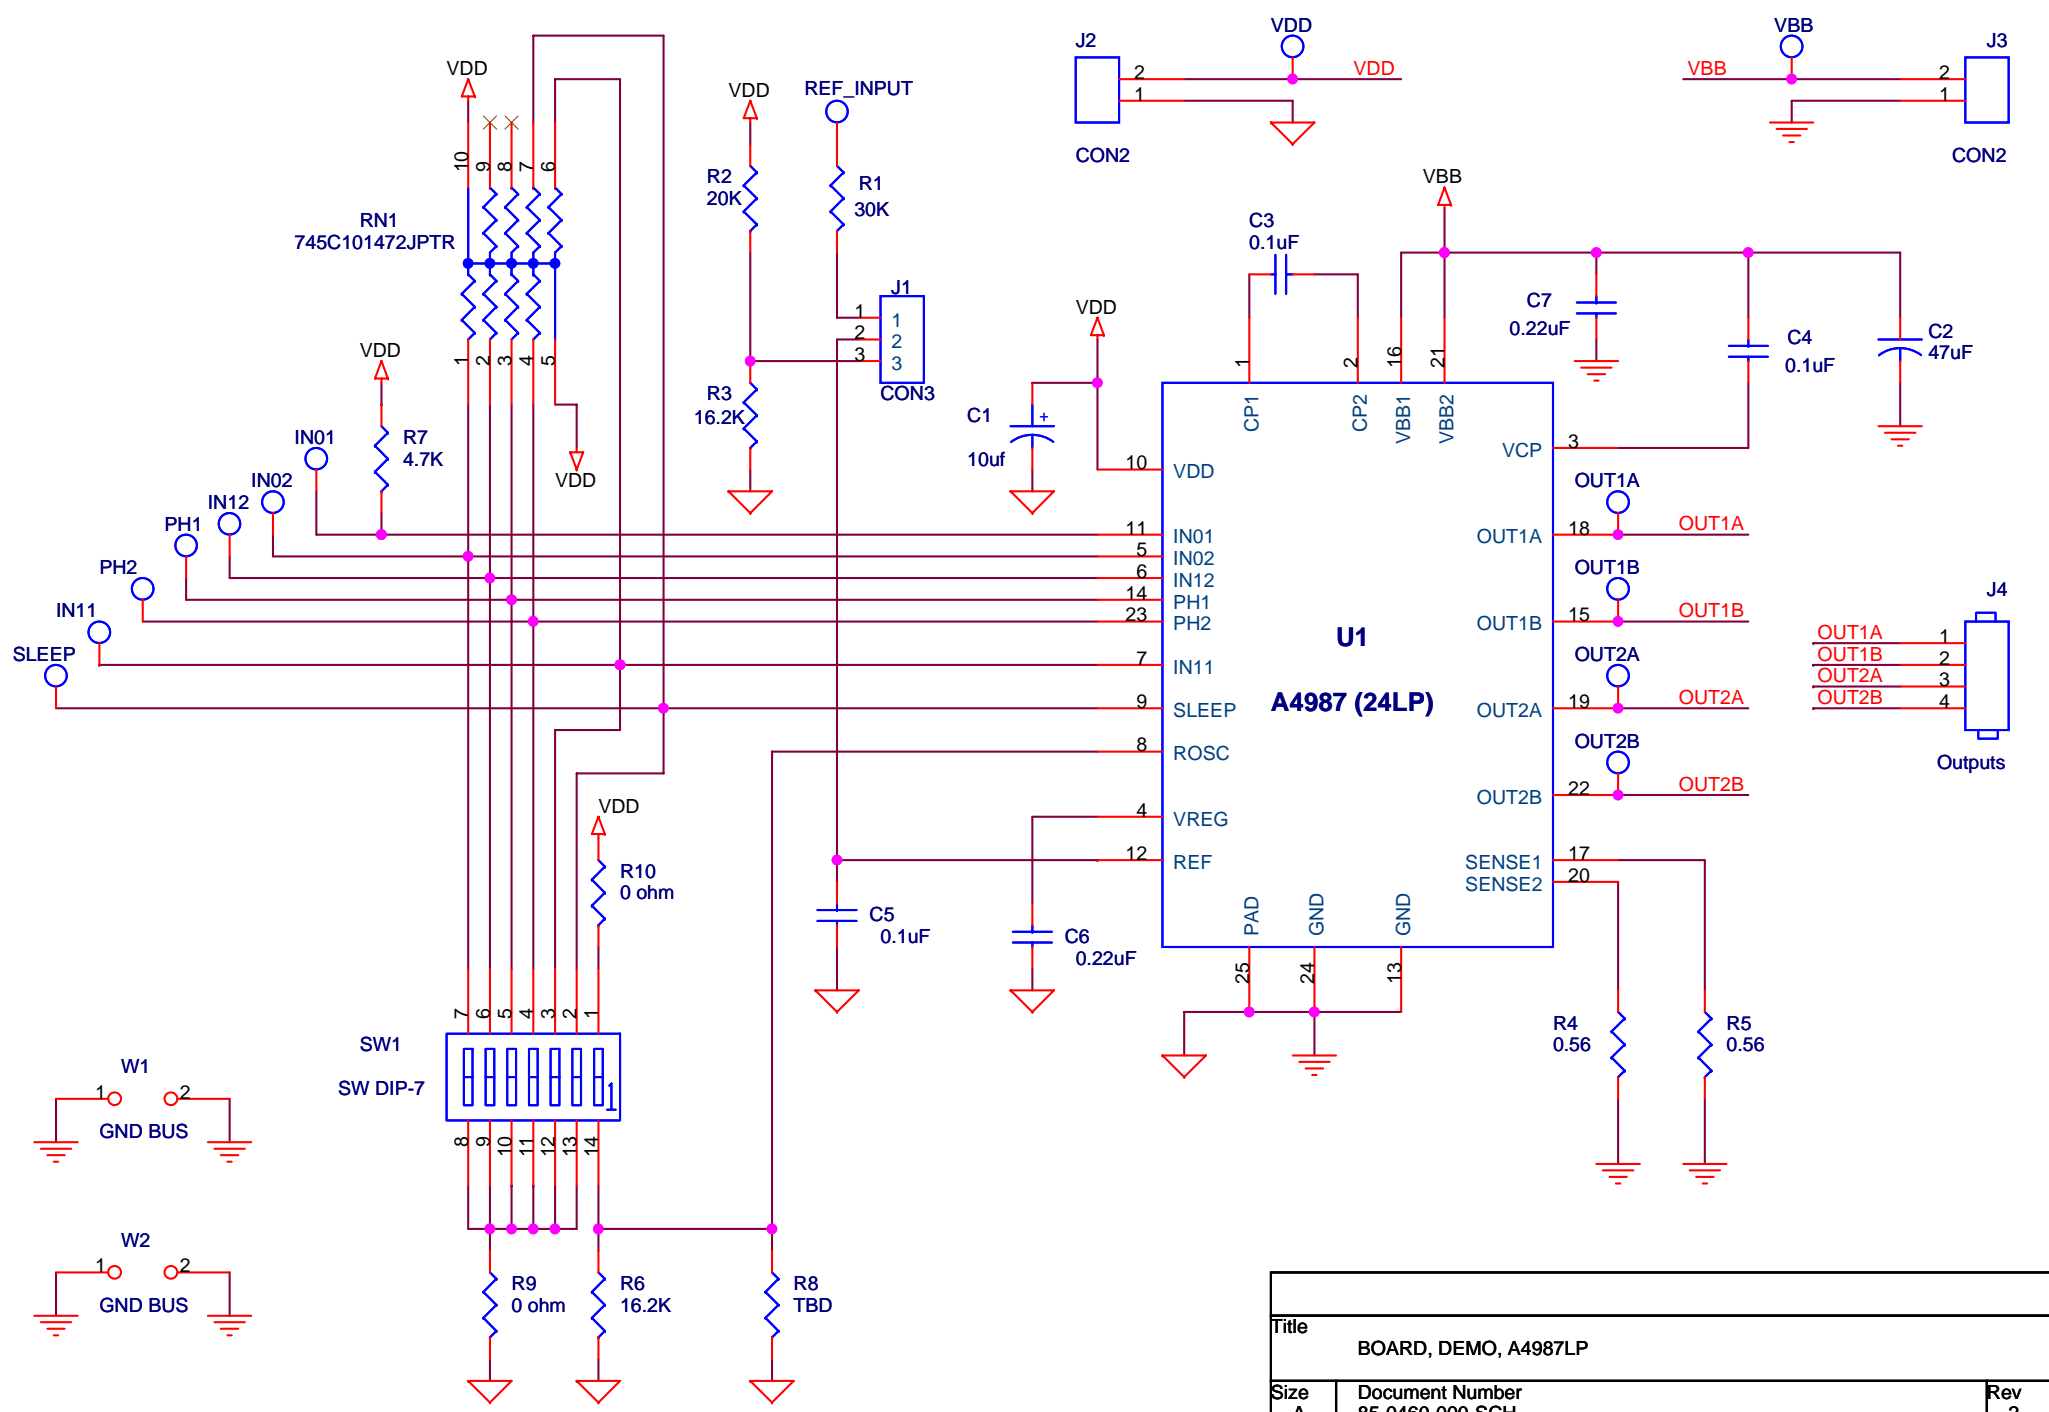 VDD
10
9
8
7
6
RN1
745C101472JPTR
1
2
3
4
5
VDD
VDD
R7
4.7K
IN01
IN02
IN12
PH1
PH2
IN11
SLEEP
VDD
R2
20K
REF_INPUT
R1
30K
J1
1
2
3
1
2
3
CON3
R3
16.2K
J2
2
1
CON2
VDD
VDD
VBB
VBB
J3
2
1
CON2
VBB
C3
0.1uF
C7
0.22uF
C4
0.1uF
C2
47uF
VDD
C1
+
10uf
1
2
16
21
CP1
CP2
VBB1
VBB2
10
VDD
11
IN01
5
IN02
6
IN12
14
PH1
23
PH2
7
IN11
9
SLEEP
8
ROSC
4
VREG
12
REF
U1
A4987 (24LP)
VCP
3
OUT1A
OUT1A
18
OUT1A
OUT1B
OUT1B
15
OUT1B
OUT2A
OUT2A
19
OUT2A
OUT2B
OUT2B
22
OUT2B
SENSE1
17
SENSE2
20
PAD
GND
GND
25
24
13
J4
OUT1A
1
OUT1B
2
OUT2A
3
OUT2B
4
Outputs
VDD
R10
0 ohm
C5
0.1uF
C6
0.22uF
R4
0.56
R5
0.56
7
6
5
4
3
2
1
SW1
SW DIP-7
1
8
9
10
11
12
13
14
W1
1
2
GND BUS
W2
1
2
GND BUS
R9
0 ohm
R6
16.2K
R8
TBD
Title
BOARD, DEMO, A4987LP
Size
Document Number
Rev
A
85-0460-000 SCH
2